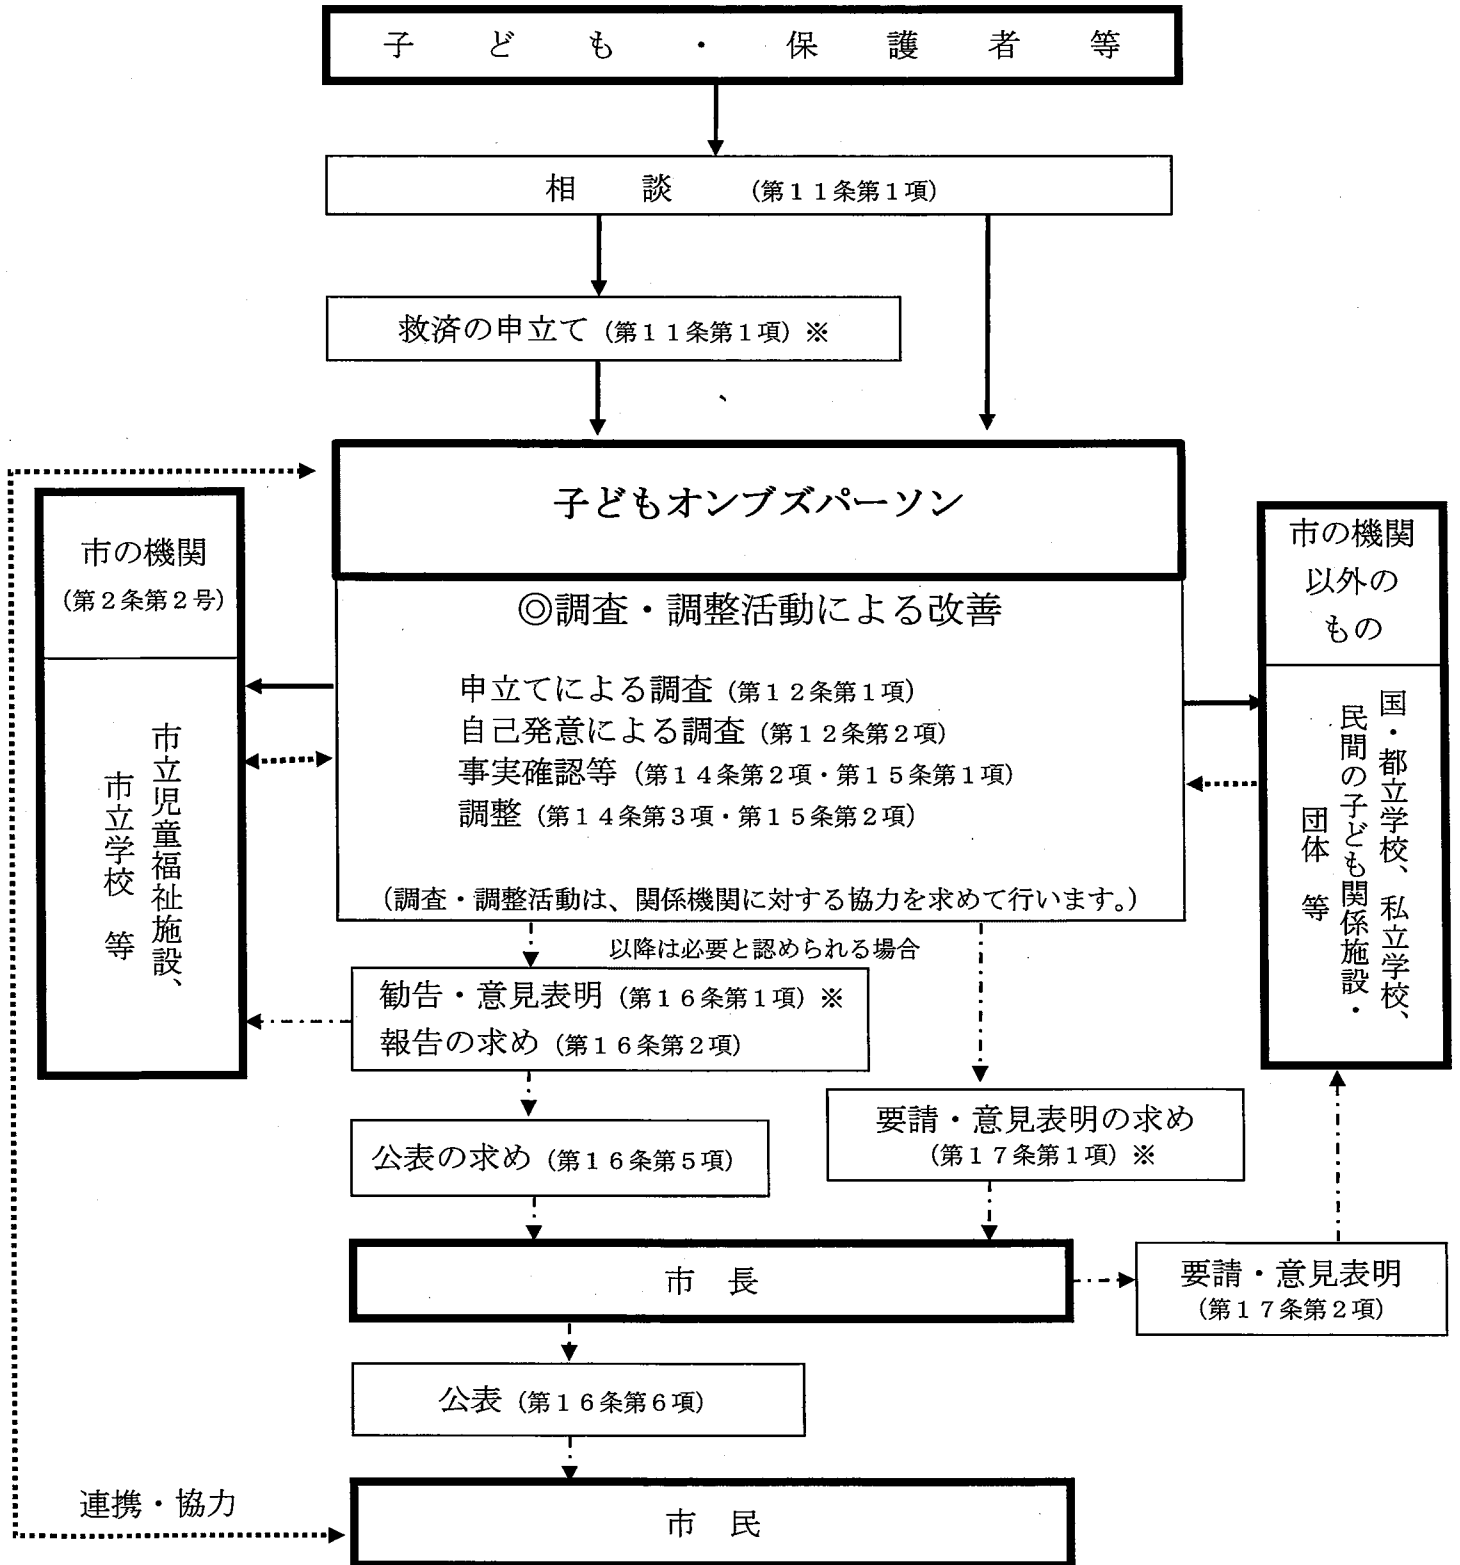 子ども・保護者等
相談 （第１１条第１項）
救済の申立て（第１１条第１項）※
子どもオンブズパーソン
市の機関
（第２条第２号）
市立児童福祉施設、
市立学校 等
◎調査・調整活動による改善
申立てによる調査（第１２条第１項）
自己発意による調査（第１２条第２項）
事実確認等（第１４条第２項・第１５条第１項）
調整（第１４条第３項・第１５条第２項）
（調査・調整活動は、関係機関に対する協力を求めて行います。）
市の機関
以外の
もの
国・都立学校、私立学校、
民間の子ども関係施設・
団体 等
以降は必要と認められる場合
勧告・意見表明（第１６条第１項）※
報告の求め（第１６条第２項）
公表の求め（第１６条第５項）
要請・意見表明の求め
（第１７条第１項）※
市長
要請・意見表明
（第１７条第２項）
公表（第１６条第６項）
連携・協力
市民